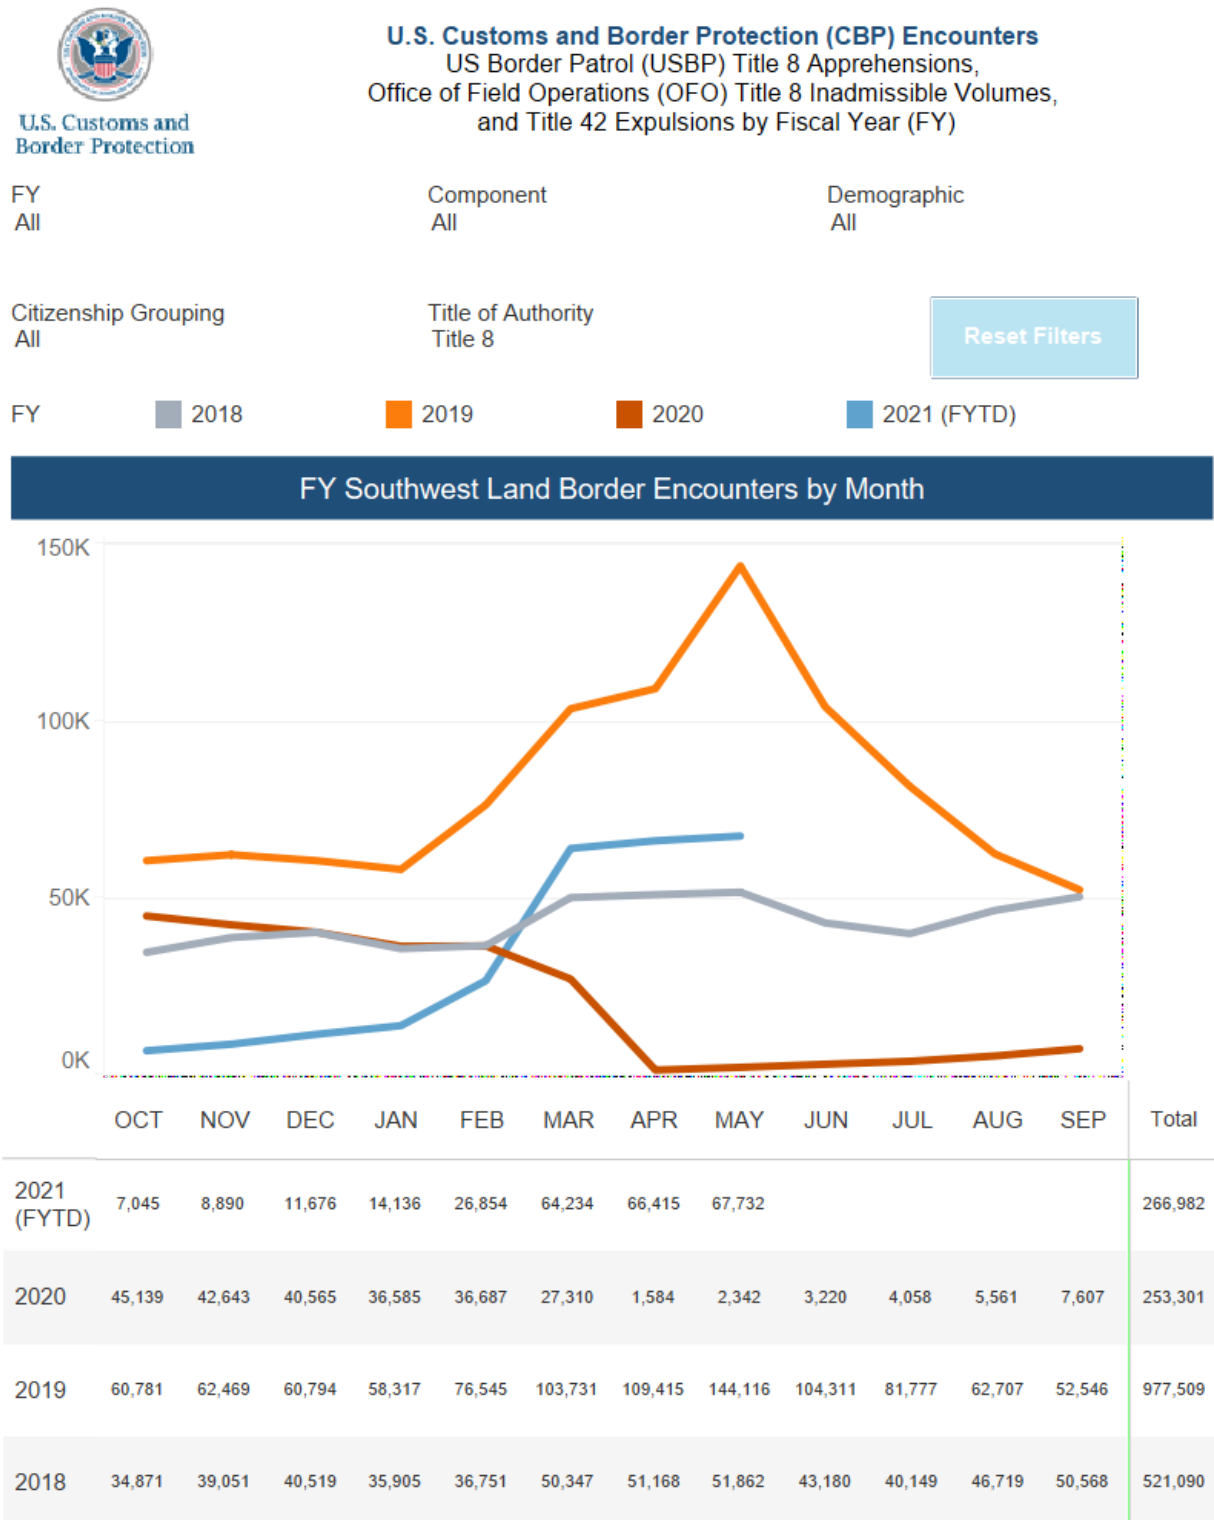 U.S. Customs and
Border Protection
U.S. Customs and Border Protection (CBP) Encounters
US Border Patrol (USBP) Title 8 Apprehensions,
Office of Field Operations (OFO) Title 8 Inadmissible Volumes,
and Title 42 Expulsions by Fiscal Year (FY)
FY Component Demographic
All All All
Citizenship Grouping Title of Authority
All Title 8
Reset Filters
FY 2018 2019 2020 2021 (FYTD)
FY Southwest Land Border Encounters by Month
150K
100K
50K
0K
OCT NOV DEC JAN FEB MAR APR MAY JUN JUL AUG SEP Total
2021
(FYTD) 7,045 8,890 11,676 14,136 26,854 64,234 66,415 67,732 266,982
2020 45,139 42,643 40,565 36,585 36,687 27,310 1,584 2,342 3,220 4,058 5,561 7,607 253,301
2019 60,781 62,469 60,794 58,317 76,545 103,731 109,415 144,116 104,311 81,777 62,707 52,546 977,509
2018 34,871 39,051 40,519 35,905 36,751 50,347 51,168 51,862 43,180 40,149 46,719 50,568 521,090